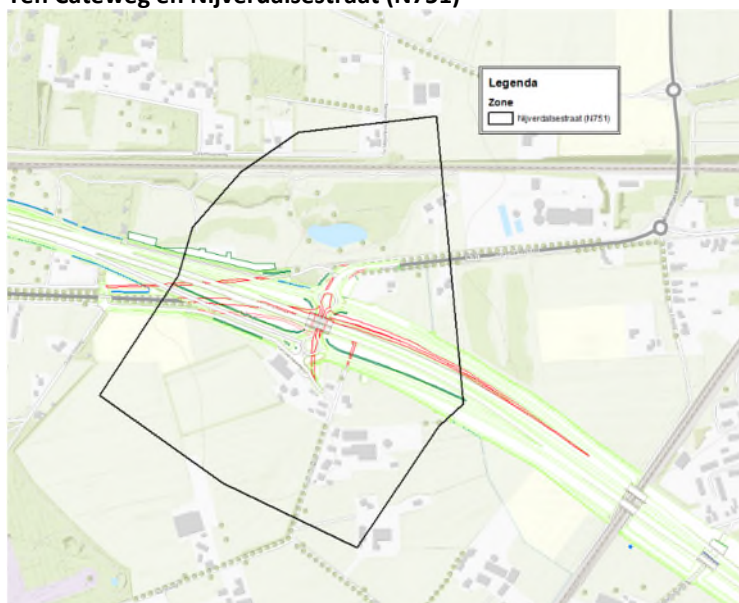 Ten Cateweg en Nijverdalsestraat (N751)
Legenda
Zone
Nijverdalsestraat (N751)